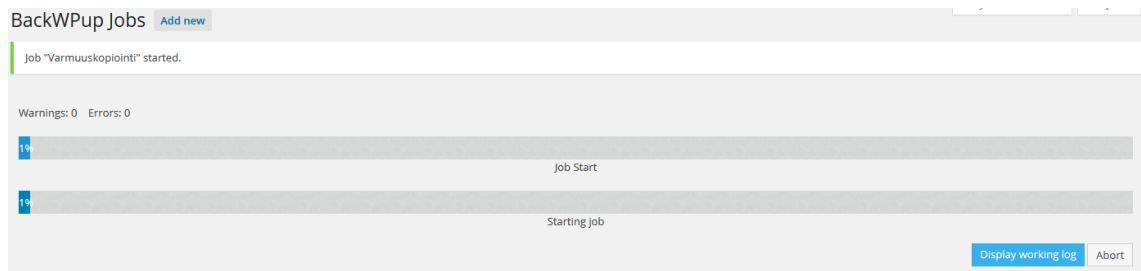 BackWPup Jobs Add new
Job "Varmuuskopiointi" started.
Warnings: 0 Errors: 0
1%
Job Start
1%
Starting job
Display working log Abort